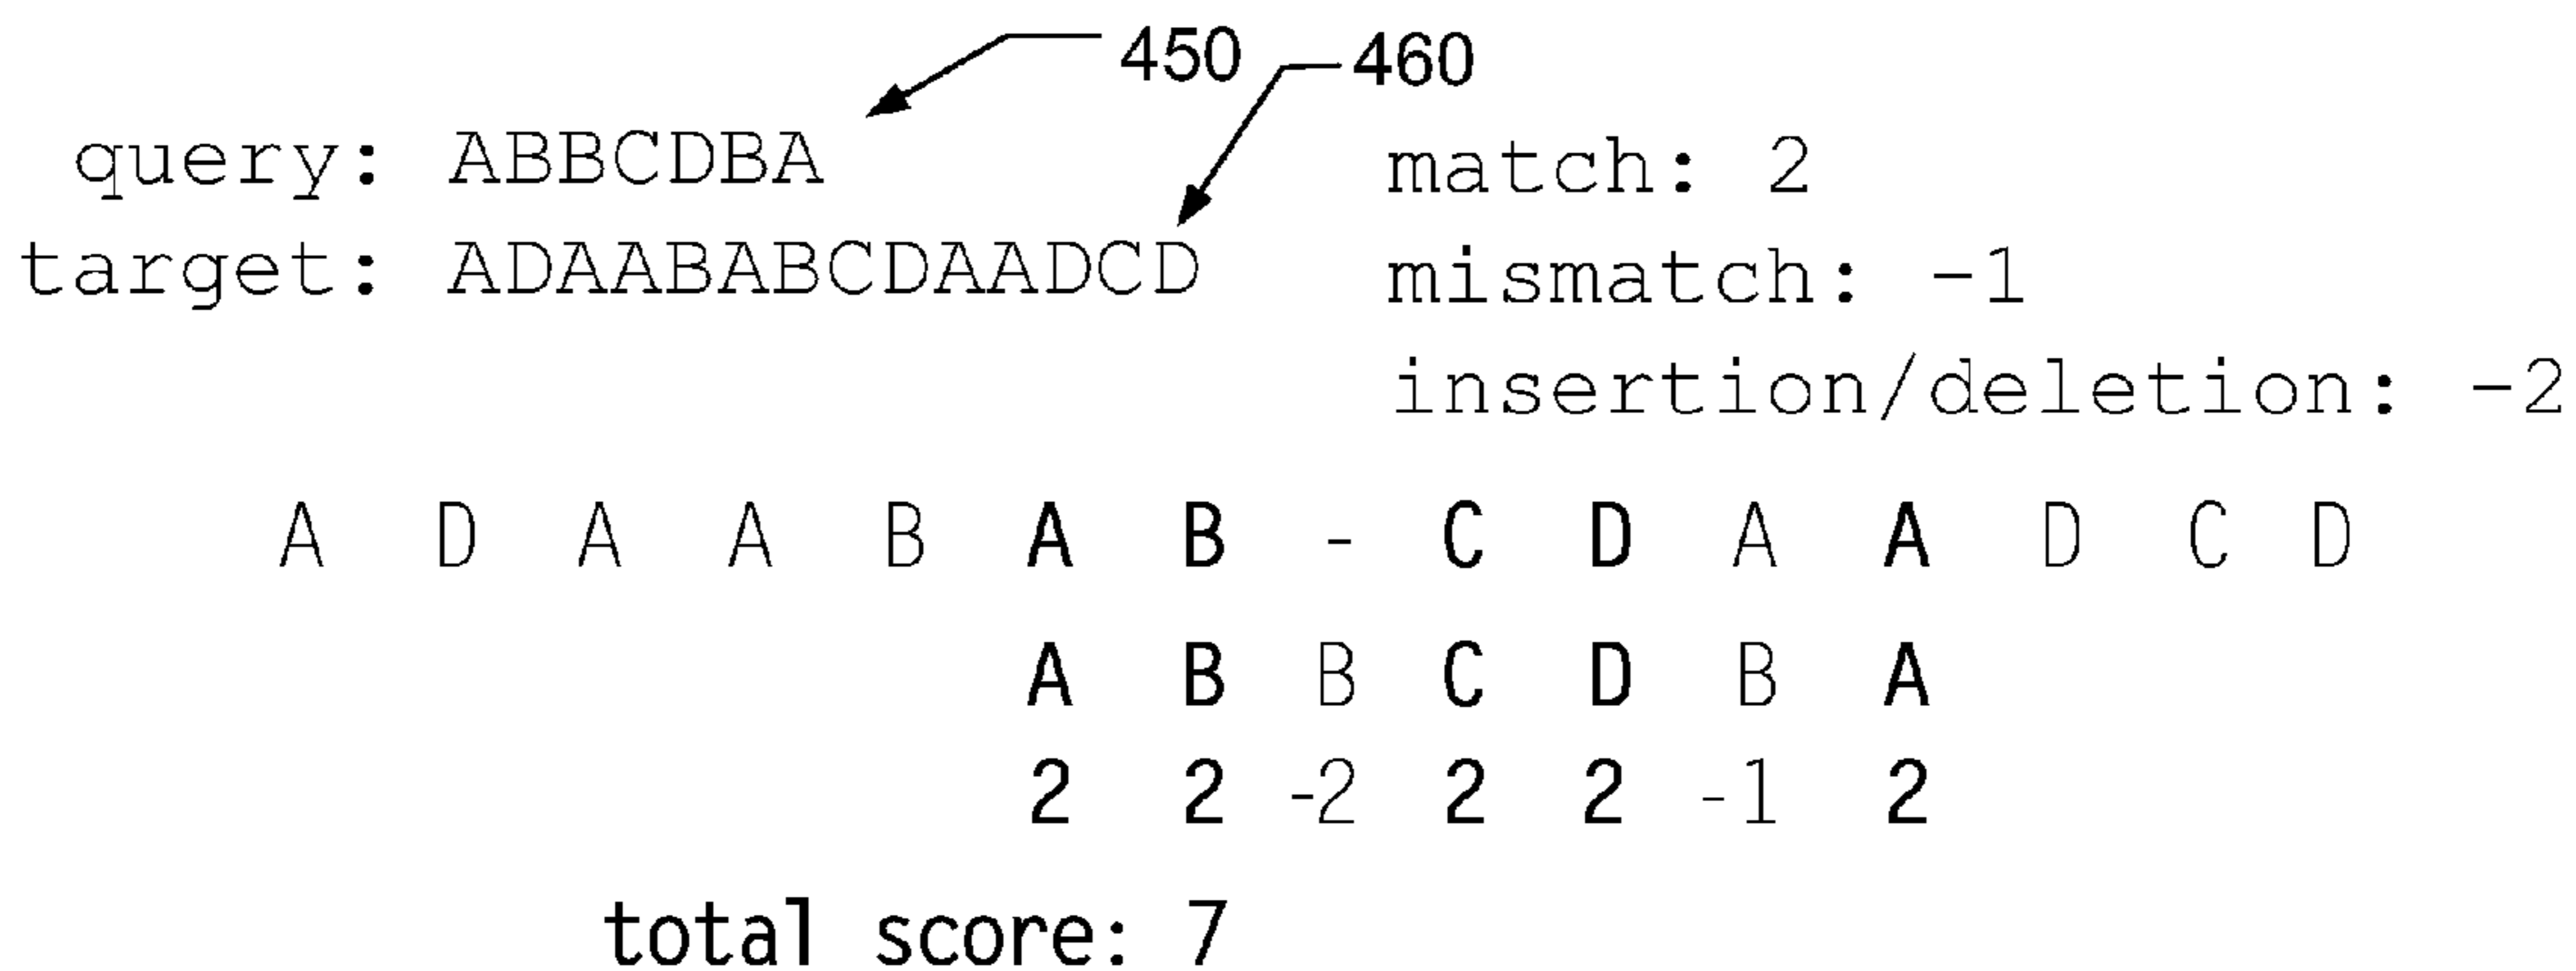 450 460
query: ABBCDBA match: 2
target: ADAABABCDAADCD mismatch: -1
insertion/deletion: -2
A D A A B A B - C D A A D C D
A B B C D B A
2 2 -2 2 2 -1 2
total score: 7